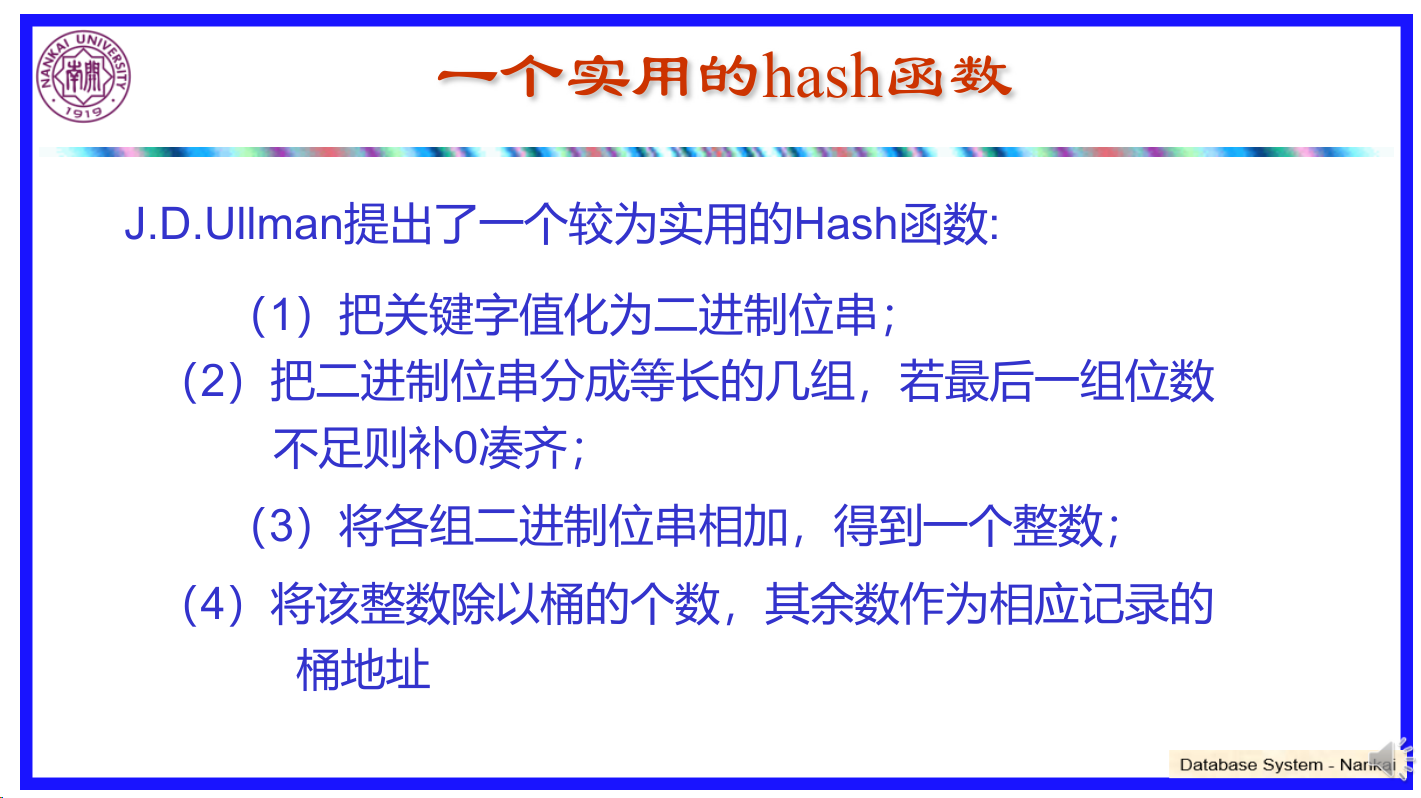 NANKAI UNIVERSITY
南開
1919
一个实用的hash函数
J.D.Ullman提出了一个较为实用的Hash函数:
（1）把关键字值化为二进制位串；
（2）把二进制位串分成等长的几组，若最后一组位数
不足则补0凑齐；
（3）将各组二进制位串相加，得到一个整数；
（4）将该整数除以桶的个数，其余数作为相应记录的
桶地址
Database System - Nankai